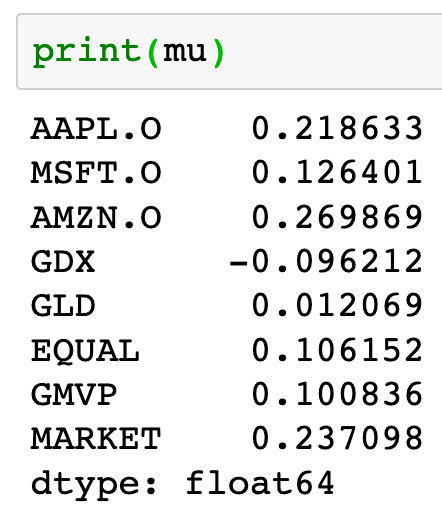 print(mu)
AAPL.O 0.218633
MSFT.O 0.126401
AMZN.O 0.269869
GDX -0.096212
GLD 0.012069
EQUAL 0.106152
GMVP 0.100836
MARKET 0.237098
dtype: float64